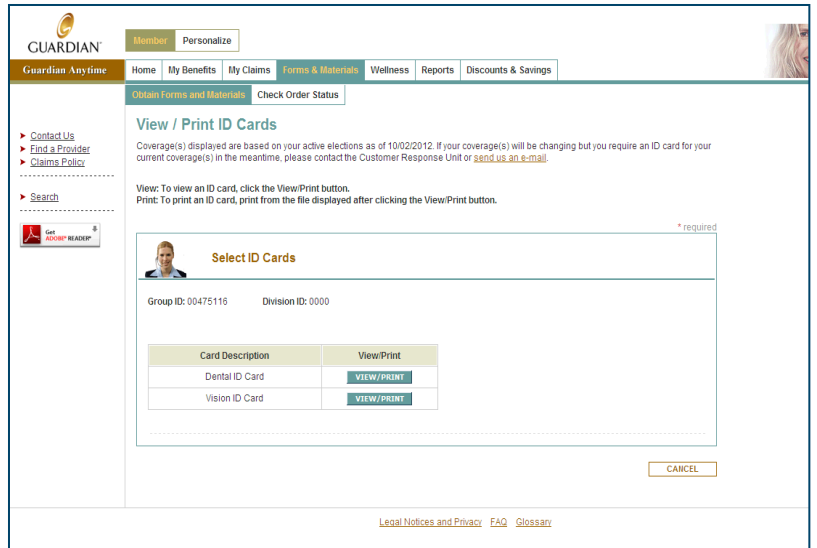 GUARDIAN®
Member Personalize
Guardian Anytime
Home My Benefits My Claims Forms & Materials Wellness Reports Discounts & Savings
Obtain Forms and Materials Check Order Status
Contact Us
Find a Provider
Claims Policy
Search
Get
ADOBE® READER®
View / Print ID Cards
Coverage(s) displayed are based on your active elections as of 10/02/2012. If your coverage(s) will be changing but you require an ID card for your
current coverage(s) in the meantime, please contact the Customer Response Unit or send us an e-mail.
View: To view an ID card, click the View/Print button.
Print: To print an ID card, print from the file displayed after clicking the View/Print button.
* required
Select ID Cards
Group ID: 00475116 Division ID: 0000
Card Description View/Print
Dental ID Card VIEW/PRINT
Vision ID Card VIEW/PRINT
CANCEL
Legal Notices and Privacy FAQ Glossary